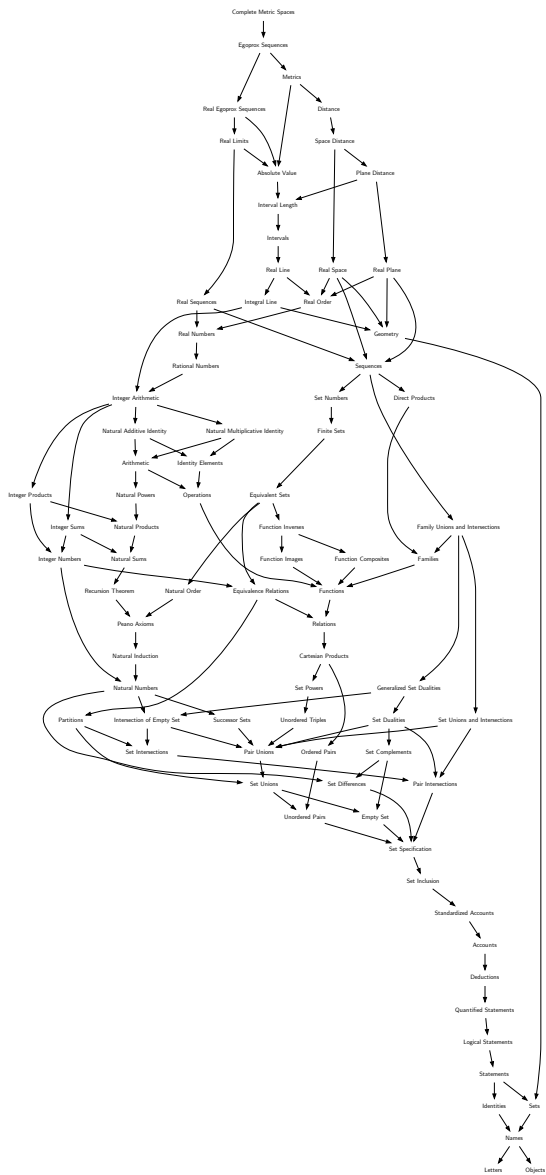 Complete Metric Spaces
Egoprox Sequences
Metrics
Real Egoprox Sequences
Distance
Real Limits
Space Distance
Absolute Value
Plane Distance
Interval Length
Intervals
Real Line
Real Space
Real Plane
Real Sequences
Integral Line
Real Order
Real Numbers
Geometry
Rational Numbers
Sequences
Integer Arithmetic
Set Numbers
Direct Products
Natural Additive Identity
Natural Multiplicative Identity
Finite Sets
Arithmetic
Identity Elements
Integer Products
Natural Powers
Operations
Equivalent Sets
Integer Sums
Natural Products
Function Inverses
Family Unions and Intersections
Integer Numbers
Natural Sums
Function Images
Function Composites
Families
Recursion Theorem
Natural Order
Equivalence Relations
Functions
Peano Axioms
Relations
Natural Induction
Cartesian Products
Natural Numbers
Set Powers
Generalized Set Dualities
Partitions
Intersection of Empty Set
Successor Sets
Unordered Triples
Set Dualities
Set Unions and Intersections
Set Intersections
Pair Unions
Ordered Pairs
Set Complements
Set Unions
Set Differences
Pair Intersections
Unordered Pairs
Empty Set
Set Specification
Set Inclusion
Standardized Accounts
Accounts
Deductions
Quantified Statements
Logical Statements
Statements
Identities
Sets
Names
Letters
Objects